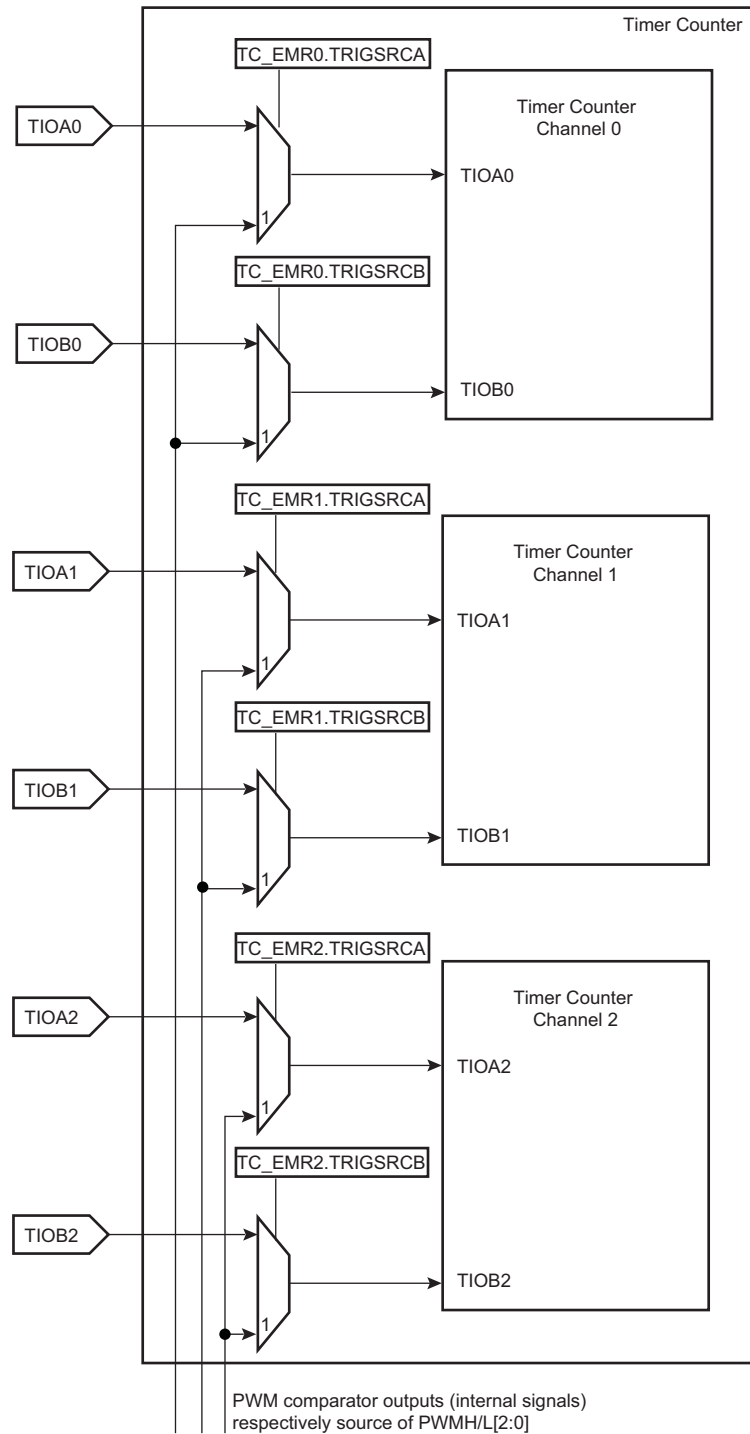 Timer Counter
TC_EMR0.TRIGSRCA
Timer Counter
Channel 0
TIOA0
TIOA0
1
TC_EMR0.TRIGSRCB
TIOB0
TIOB0
1
TC_EMR1.TRIGSRCA
Timer Counter
Channel 1
TIOA1
TIOA1
1
TC_EMR1.TRIGSRCB
TIOB1
TIOB1
1
TC_EMR2.TRIGSRCA
Timer Counter
Channel 2
TIOA2
TIOA2
1
TC_EMR2.TRIGSRCB
TIOB2
TIOB2
1
PWM comparator outputs (internal signals)
respectively source of PWMH/L[2:0]